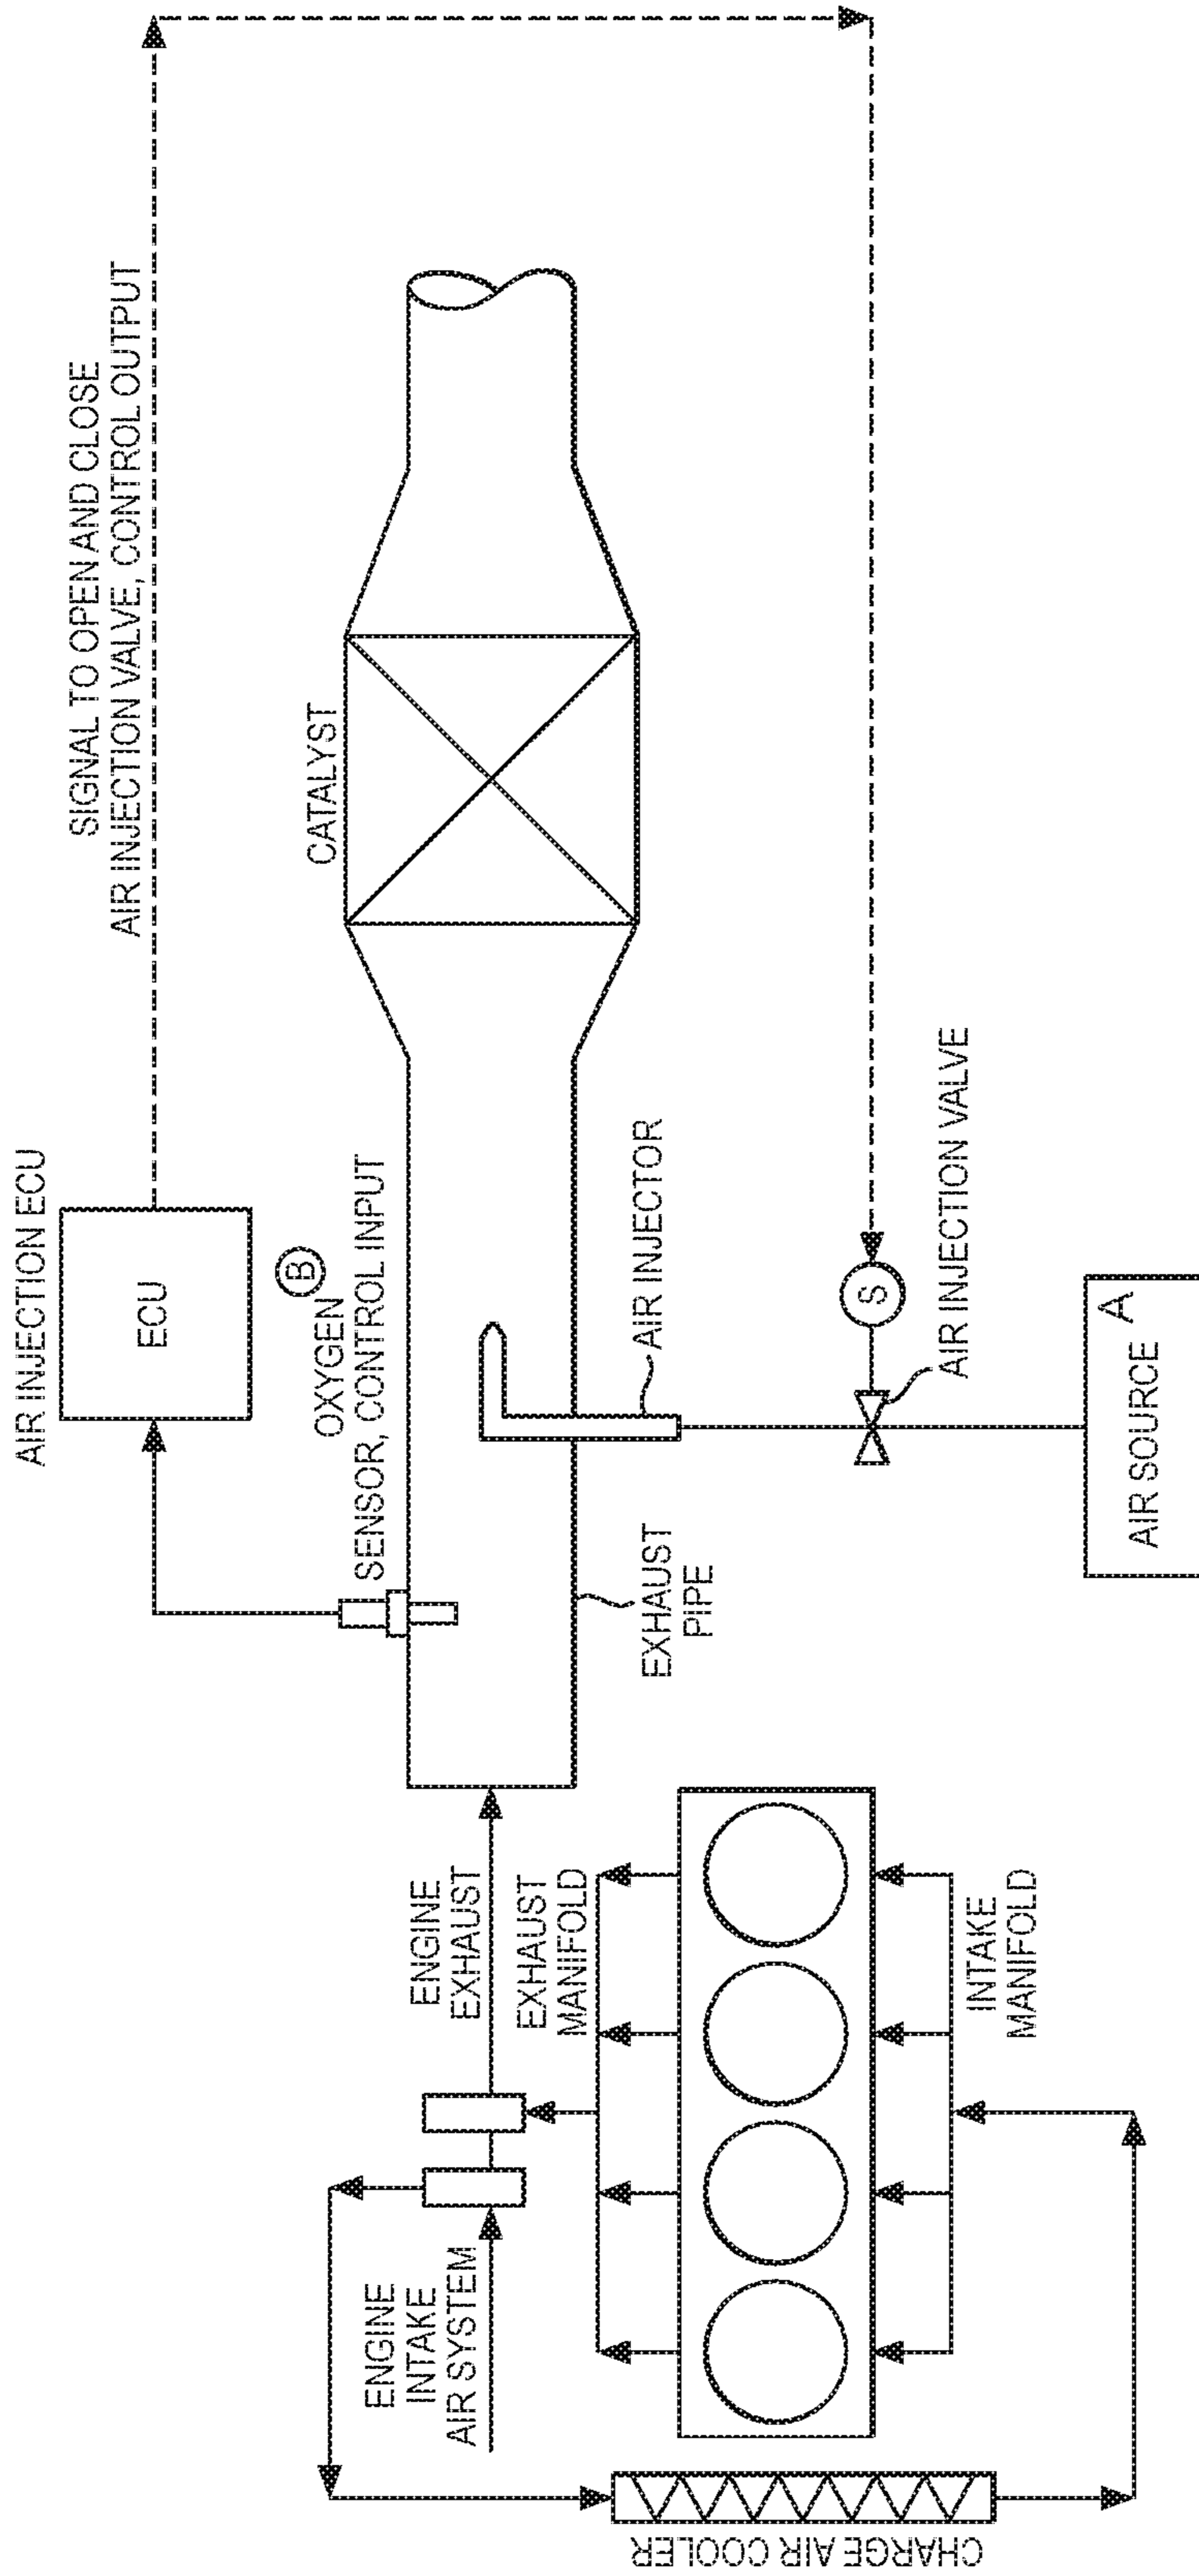 SIGNAL TO OPEN AND CLOSE
AIR INJECTION VALVE, CONTROL OUTPUT
AIR INJECTION ECU
ECU
B
OXYGEN
SENSOR, CONTROL INPUT
CATALYST
ENGINE
INTAKE
AIR SYSTEM
ENGINE
EXHAUST
EXHAUST
MANIFOLD
EXHAUST
PIPE
AIR INJECTOR
S
AIR INJECTION VALVE
INTAKE
MANIFOLD
CHARGE AIR COOLER
AIR SOURCE
A